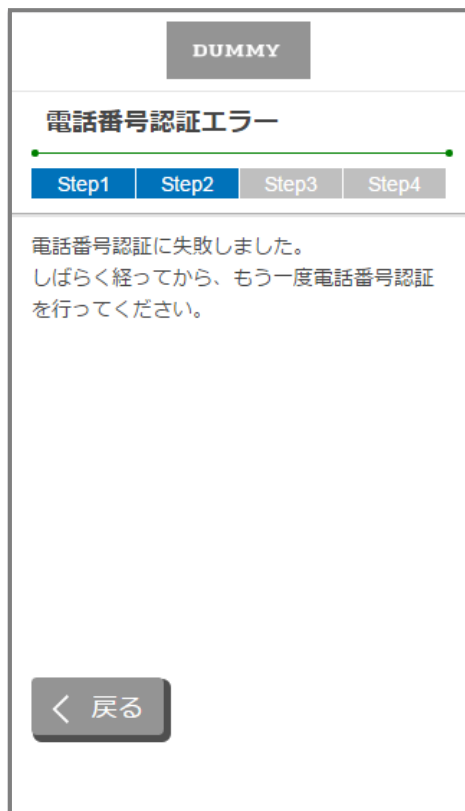 DUMMY
電話番号認証エラー
Step1 Step2 Step3 Step4
電話番号認証に失敗しました。
しばらく経ってから、もう一度電話番号認証
を行ってください。
戻る